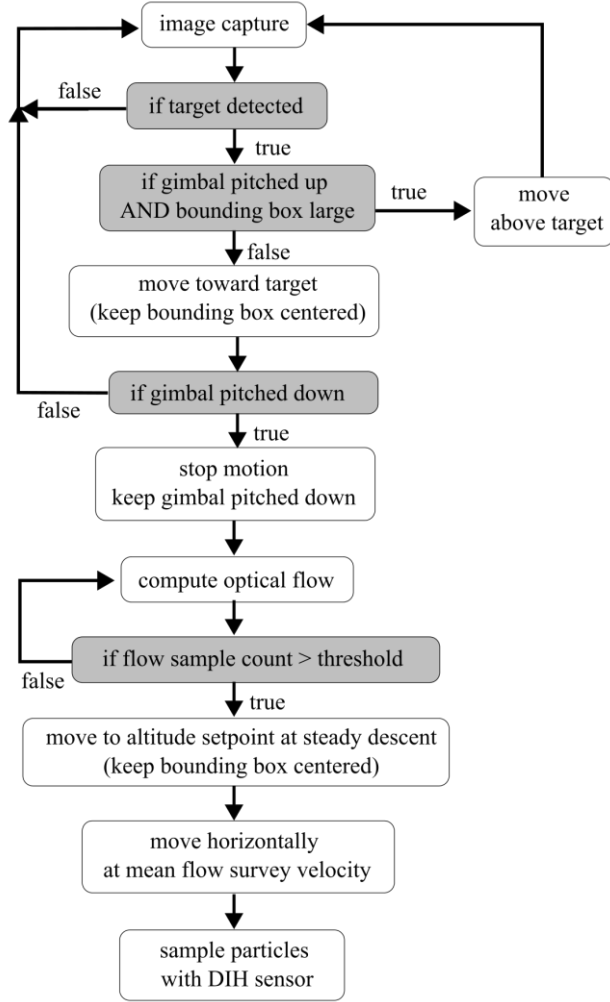 image capture
false
if target detected
true
if gimbal pitched up
AND bounding box large
true
move
above target
false
move toward target
(keep bounding box centered)
if gimbal pitched down
false
true
stop motion
keep gimbal pitched down
compute optical flow
if flow sample count > threshold
false
true
move to altitude setpoint at steady descent
(keep bounding box centered)
move horizontally
at mean flow survey velocity
sample particles
with DIH sensor